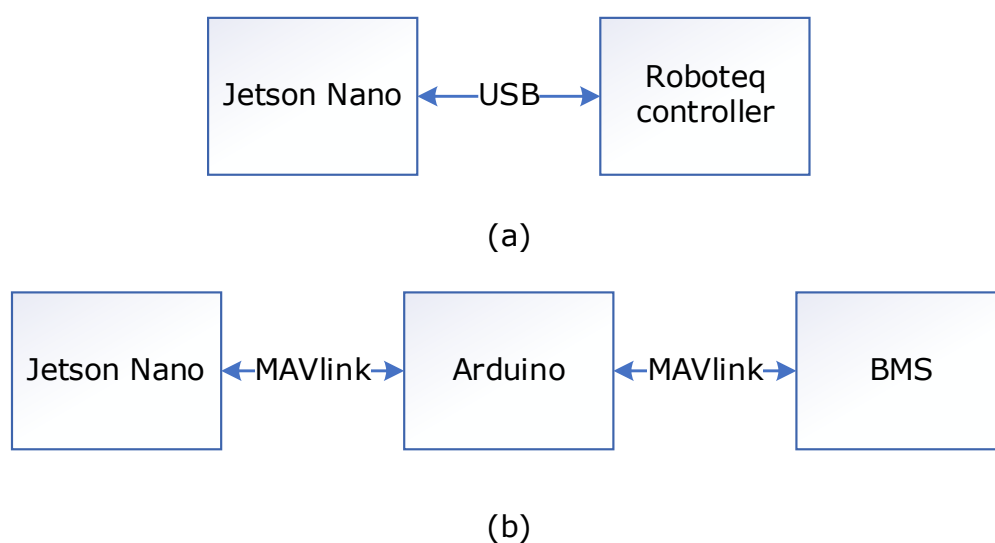 Jetson Nano
USB
Roboteq
controller
(a)
Jetson Nano
MAVlink
Arduino
MAVlink
BMS
(b)